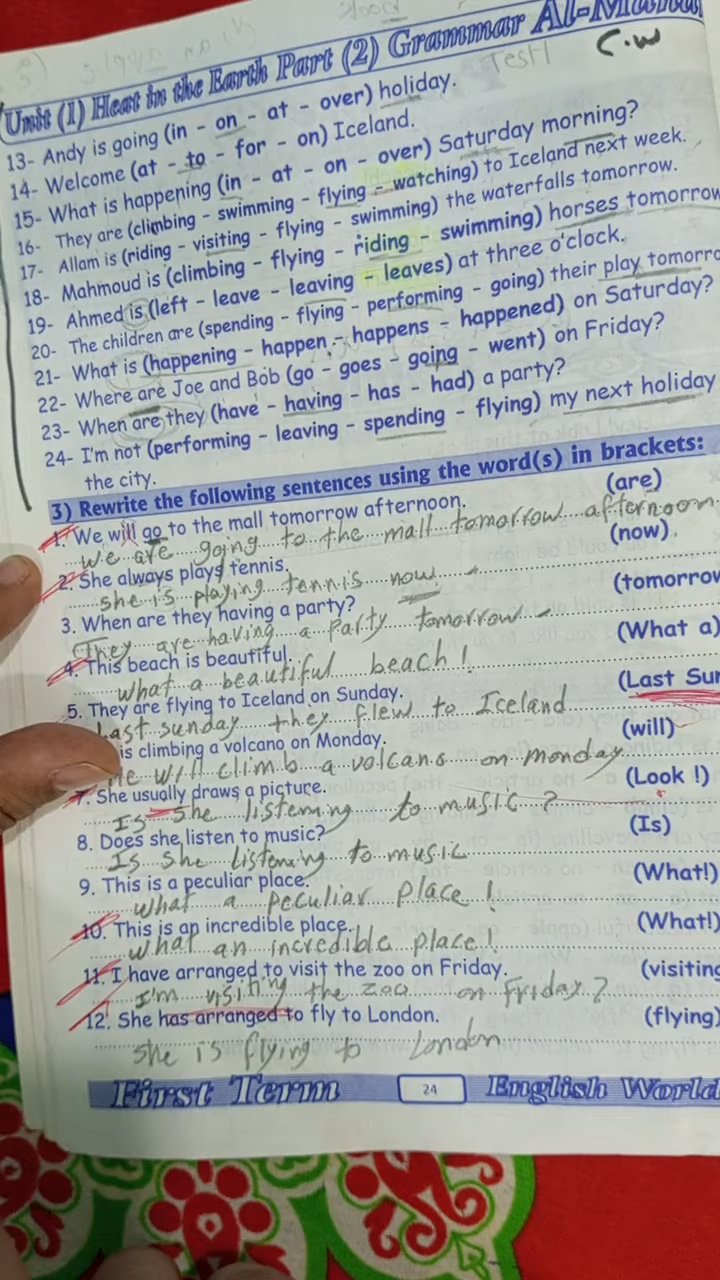 Unit (1) Heat in the Earth Part (2) Grammar
Test 1
C.W
13- Andy is going (in - on - at - over) holiday.
14- Welcome (at - to - for - on) Iceland.
15- What is happening (in - at - on - over) Saturday morning?
16- They are (climbing - swimming - flying - watching) to Iceland next week.
17- Allam is (riding - visiting - flying - swimming) the waterfalls tomorrow.
18- Mahmoud is (climbing - flying - riding - swimming) horses tomorrow
19- Ahmed is (left - leave - leaving - leaves) at three o'clock.
20- The children are (spending - flying - performing - going) their play tomorro
21- What is (happening - happen - happens - happened) on Saturday?
22- Where are Joe and Bob (go - goes - going - went) on Friday?
23- When are they (have - having - has - had) a party?
24- I'm not (performing - leaving - spending - flying) my next holiday
the city.
3) Rewrite the following sentences using the word(s) in brackets:
1. We will go to the mall tomorrow afternoon. (are)
we are going to the mall tomorrow afternoon
2. She always plays tennis. (now)
she is playing tennis now
3. When are they having a party? (tomorrow
They are having a Party tomorrow
4. This beach is beautiful. (What a)
what a beautiful beach!
5. They are flying to Iceland on Sunday. (Last Sun
Last sunday they flew to Iceland
is climbing a volcano on Monday. (will)
He will climb a volcano on monday
7. She usually draws a picture. (Look !)
Is she listening to music ?
8. Does she listen to music? (Is)
Is she listening to music
9. This is a peculiar place. (What!)
what a peculiar place !
10. This is an incredible place. (What!)
what an incredible place!
11. I have arranged to visit the zoo on Friday. (visiting
I'm visiting the zoo on Friday ?
12. She has arranged to fly to London. (flying)
she is flying to London
First Term 24 English World